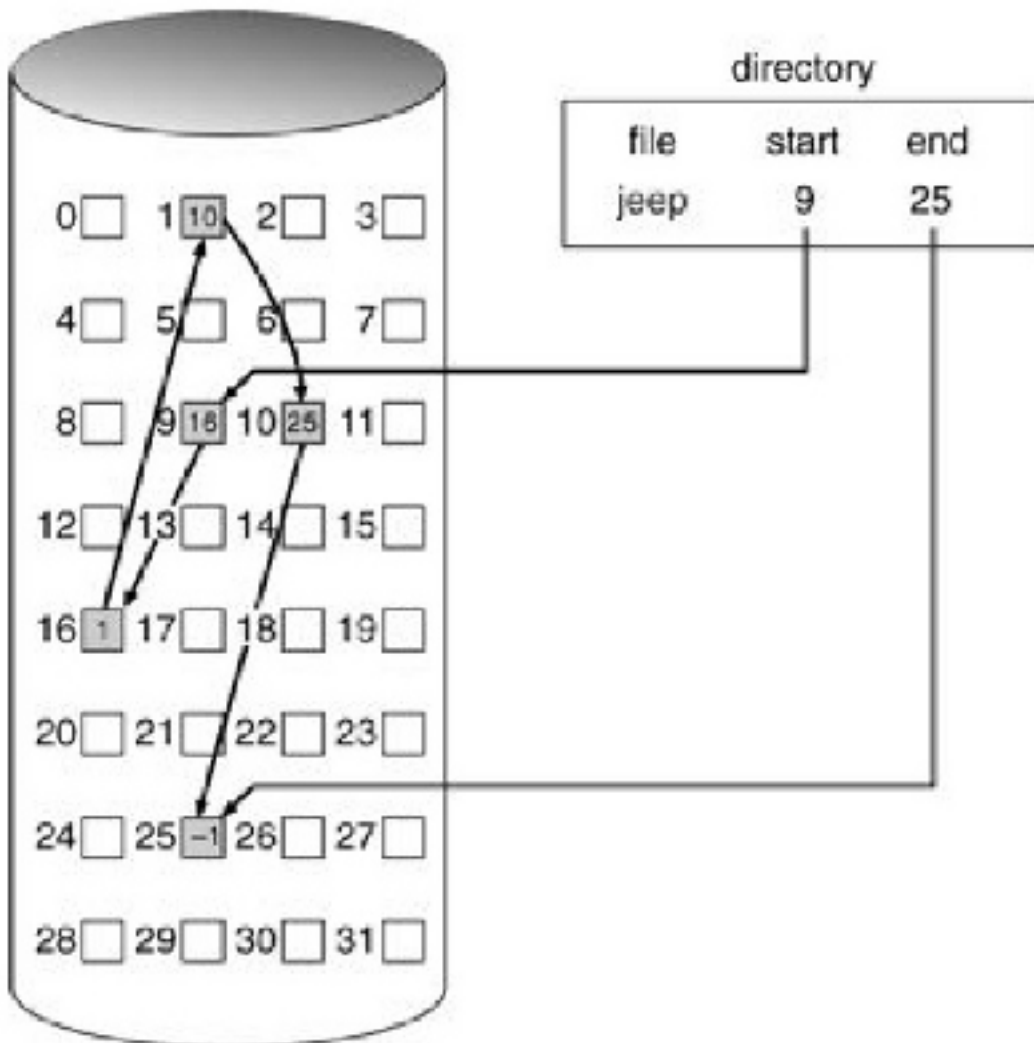 directory
file start end
jeep 9 25
0 1 10 2 3
4 5 6 7
8 9 16 10 25 11
12 13 14 15
16 1 17 18 19
20 21 22 23
24 25 -1 26 27
28 29 30 31